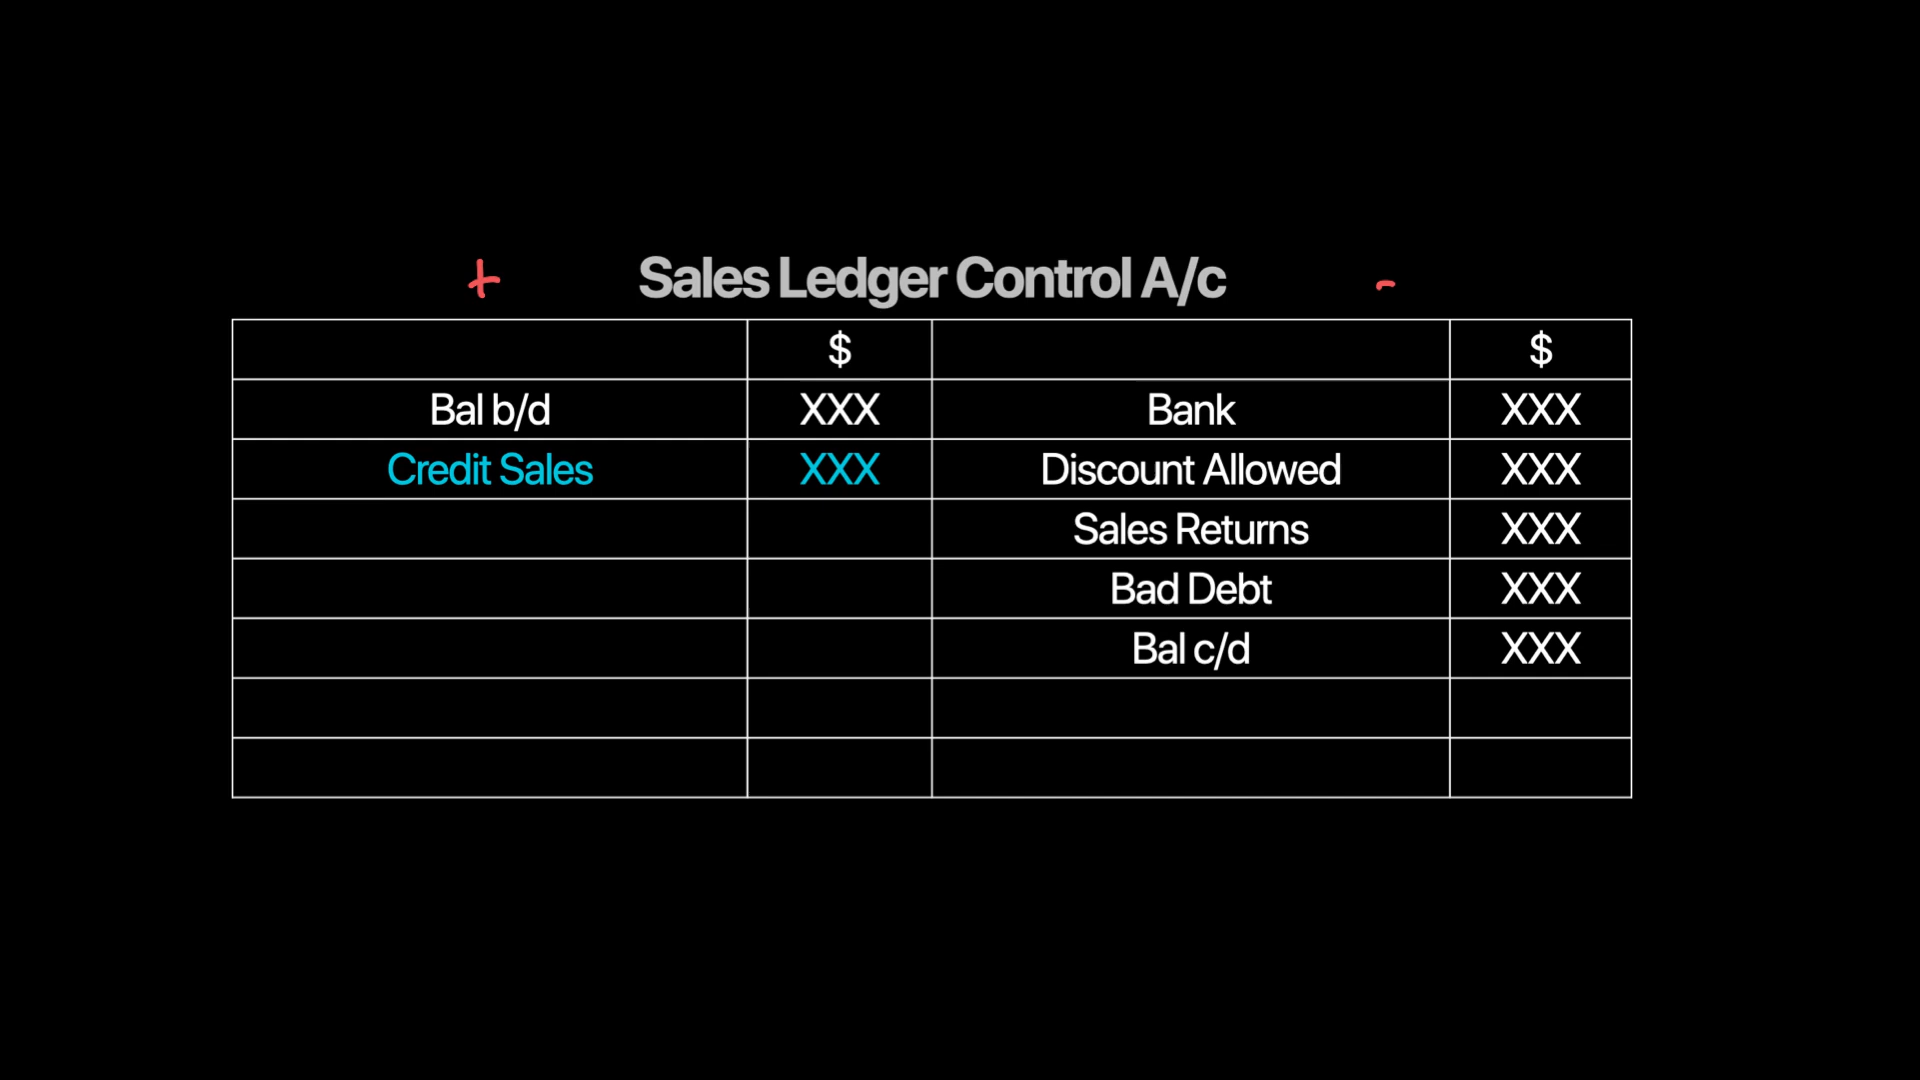 + Sales Ledger Control A/c -
$ $
Bal b/d XXX Bank XXX
Credit Sales XXX Discount Allowed XXX
Sales Returns XXX
Bad Debt XXX
Bal c/d XXX